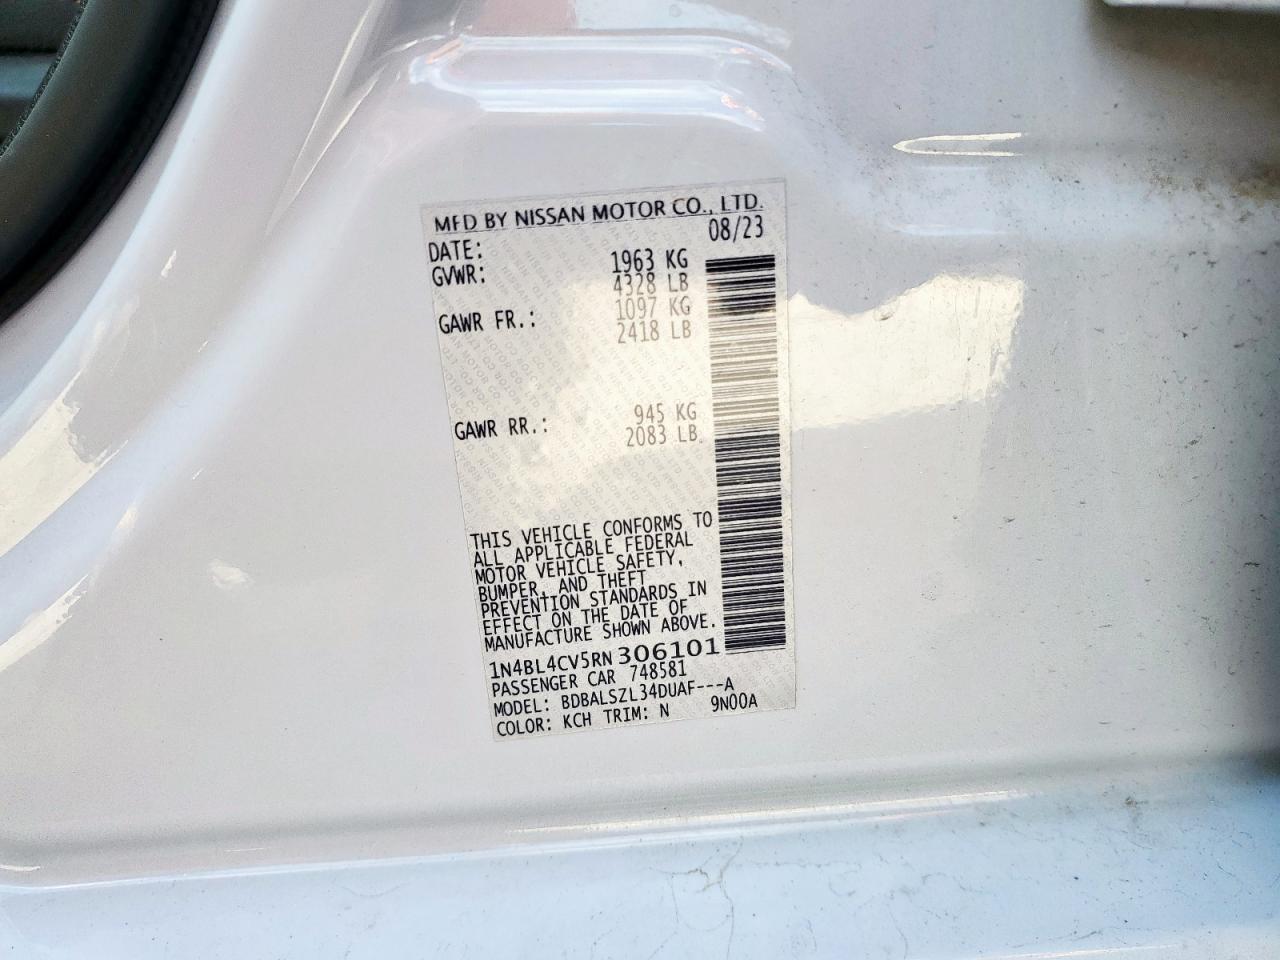 MFD BY NISSAN MOTOR CO., LTD.
DATE: 08/23
GVWR: 1963 KG
4328 LB
GAWR FR.: 1097 KG
2418 LB
GAWR RR.: 945 KG
2083 LB
THIS VEHICLE CONFORMS TO
ALL APPLICABLE FEDERAL
MOTOR VEHICLE SAFETY,
BUMPER, AND THEFT
PREVENTION STANDARDS IN
EFFECT ON THE DATE OF
MANUFACTURE SHOWN ABOVE.
1N4BL4CV5RN306101
PASSENGER CAR 748581
MODEL: BDBALSZL34DUAF---A
COLOR: KCH TRIM: N 9N00A